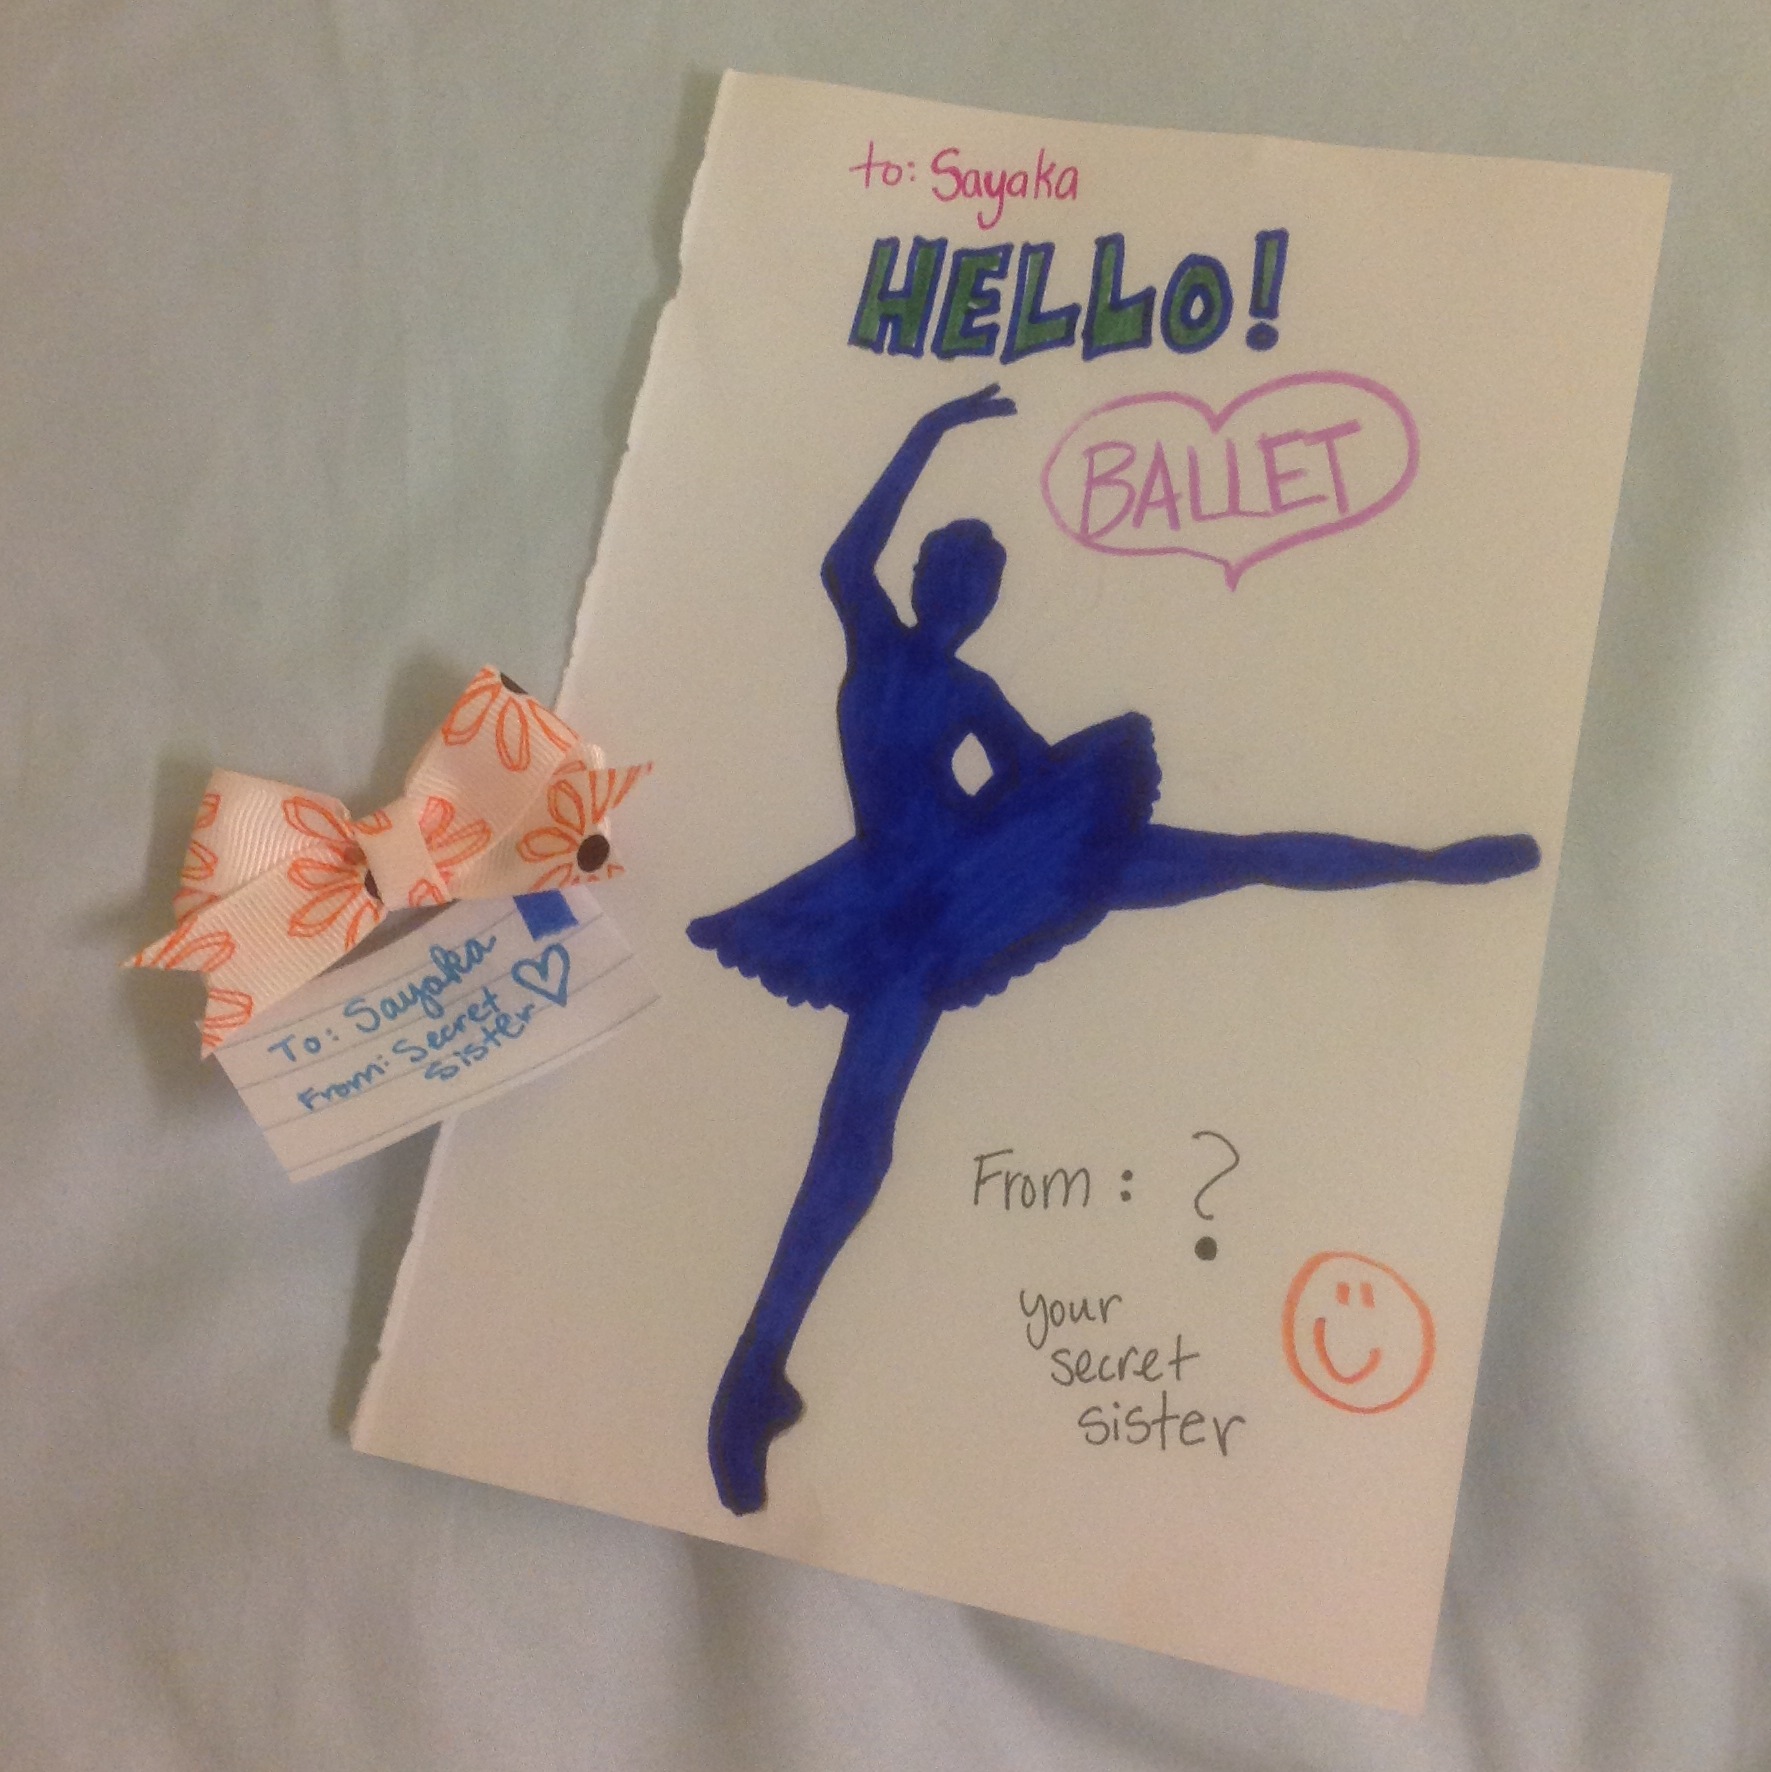 to: Sayaka
HELLO!
BALLET
To: Sayaka
From: Secret
Sister
From: ?
your
secret
sister